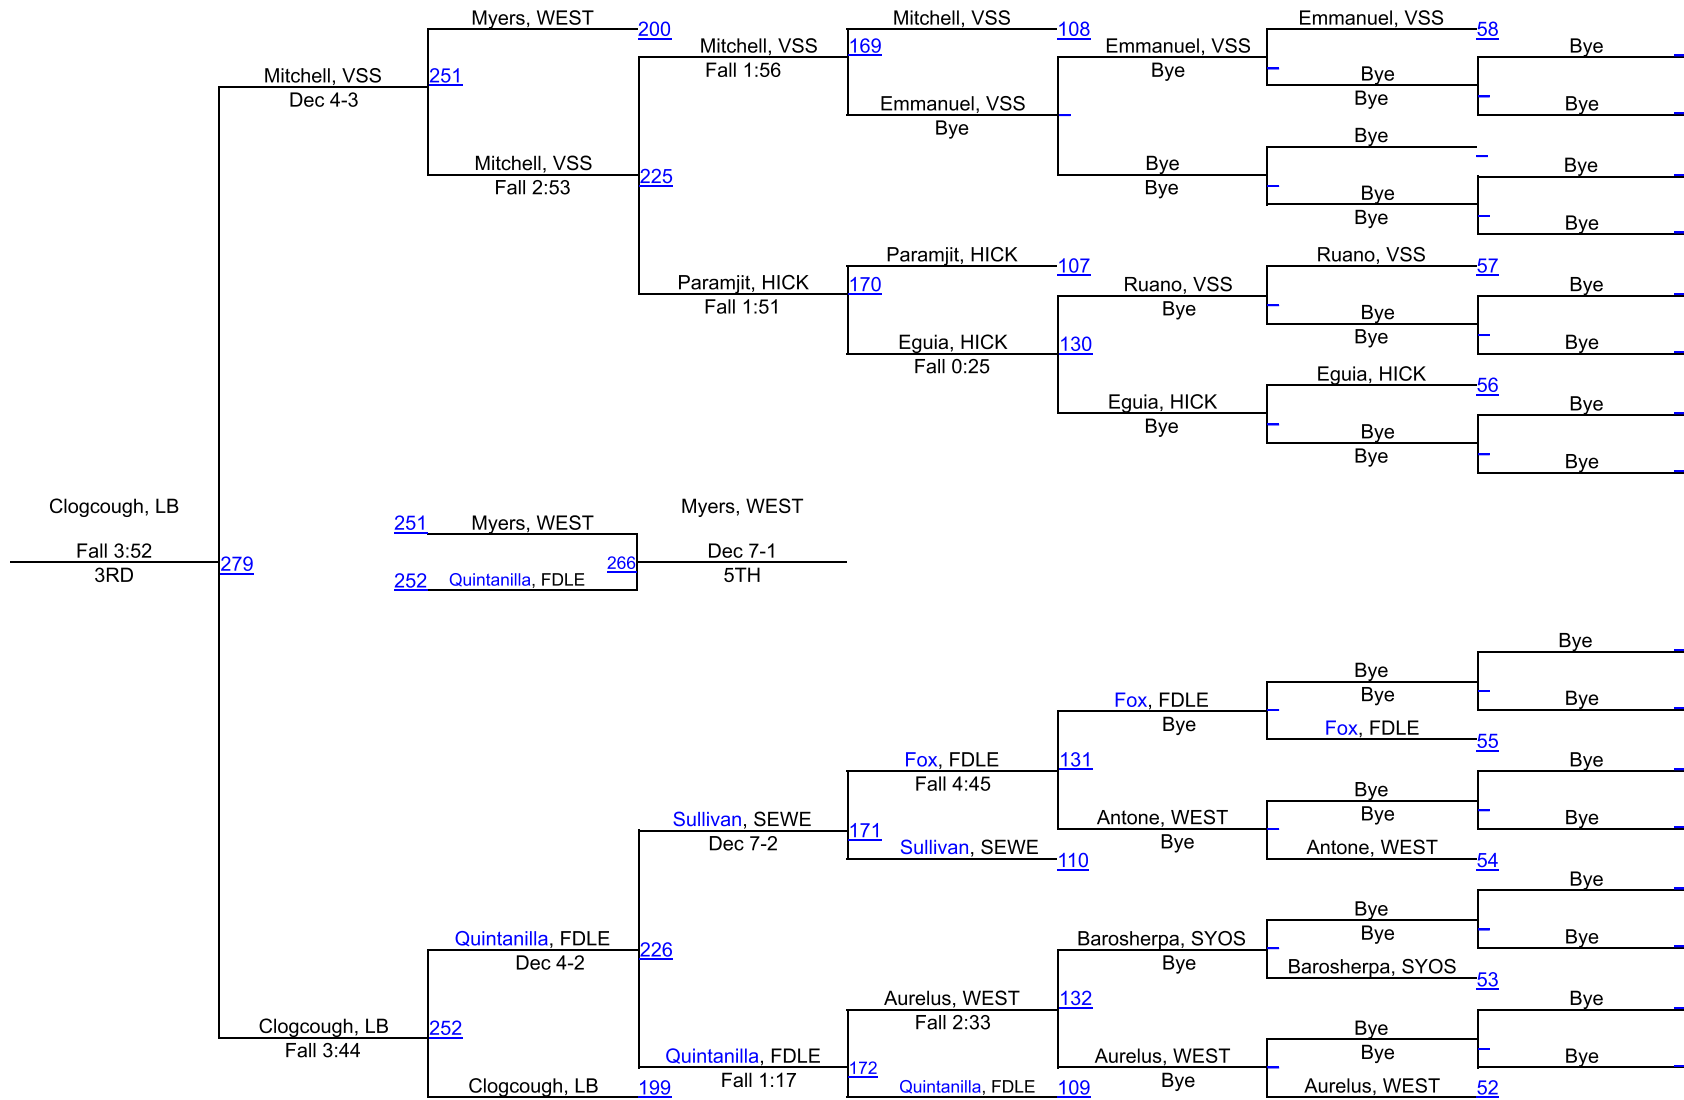 Myers, WEST
200
Mitchell, VSS
108
Emmanuel, VSS
58
Mitchell, VSS
Fall 1:56
169
Emmanuel, VSS
Bye
Bye
Mitchell, VSS
Dec 4-3
251
Bye
Bye
Emmanuel, VSS
Bye
Bye
Bye
Mitchell, VSS
Fall 2:53
225
Bye
Bye
Bye
Bye
Bye
Bye
Paramjit, HICK
107
Ruano, VSS
57
Paramjit, HICK
Fall 1:51
170
Ruano, VSS
Bye
Bye
Bye
Bye
Eguia, HICK
Fall 0:25
130
Bye
Eguia, HICK
56
Eguia, HICK
Bye
Bye
Bye
Bye
Bye
Clogcough, LB
Fall 3:52
3RD
279
251
Myers, WEST
252
Quintanilla, FDLE
266
Myers, WEST
Dec 7-1
5TH
Bye
Bye
Bye
Bye
Fox, FDLE
Bye
Fox, FDLE
55
Fox, FDLE
Fall 4:45
131
Bye
Bye
Bye
Bye
Sullivan, SEWE
Dec 7-2
171
Antone, WEST
Bye
Sullivan, SEWE
110
Antone, WEST
54
Bye
Bye
Bye
Bye
Quintanilla, FDLE
Dec 4-2
226
Barosherpa, SYOS
Bye
Barosherpa, SYOS
53
Aurelus, WEST
Fall 2:33
132
Bye
Clogcough, LB
Fall 3:44
252
Bye
Bye
Quintanilla, FDLE
Fall 1:17
172
Aurelus, WEST
Bye
Bye
Clogcough, LB
199
Quintanilla, FDLE
109
Aurelus, WEST
52